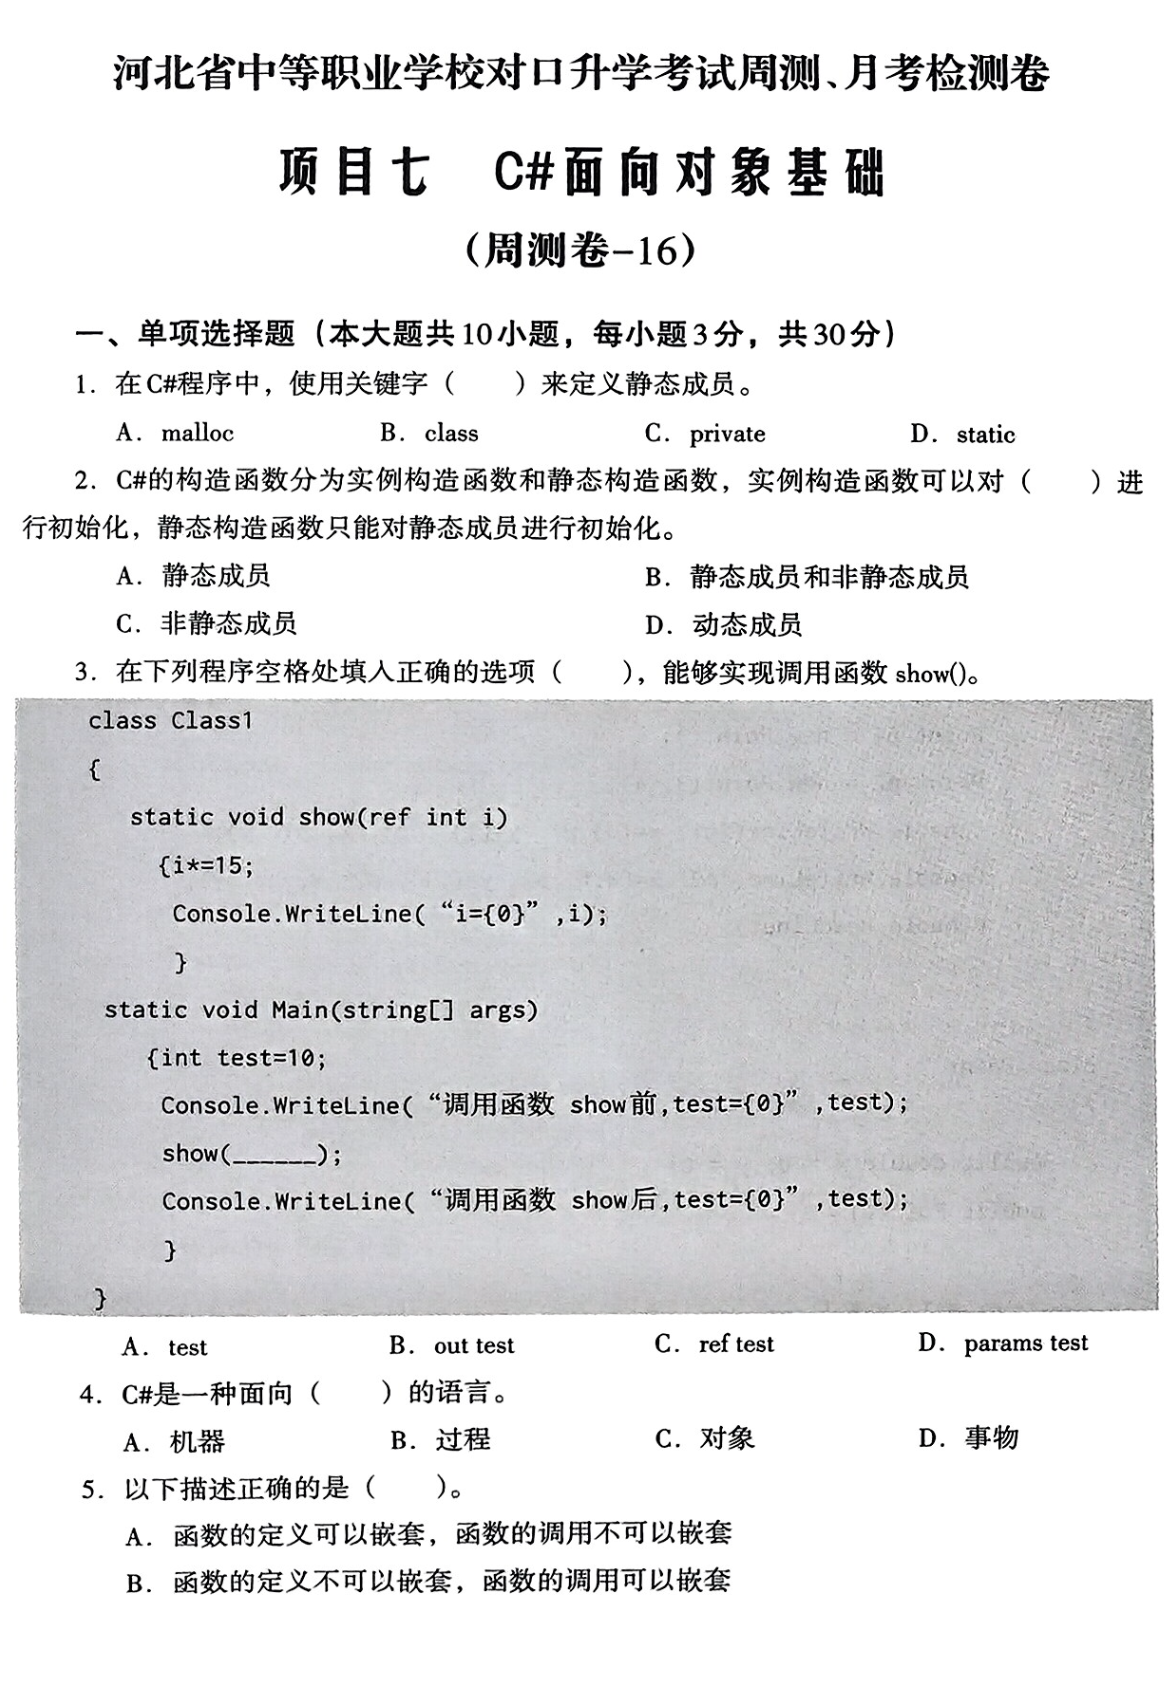 河北省中等职业学校对口升学考试周测、月考检测卷
项目七 C#面向对象基础
（周测卷-16）
一、单项选择题（本大题共10小题，每小题3分，共30分）
1. 在C#程序中，使用关键字（ ）来定义静态成员。
A. malloc B. class C. private D. static
2. C#的构造函数分为实例构造函数和静态构造函数，实例构造函数可以对（ ）进
行初始化，静态构造函数只能对静态成员进行初始化。
A. 静态成员 B. 静态成员和非静态成员
C. 非静态成员 D. 动态成员
3. 在下列程序空格处填入正确的选项（ ），能够实现调用函数 show()。
class Class1
{
static void show(ref int i)
{i*=15;
Console.WriteLine( “i={0}” ,i);
}
static void Main(string[] args)
{int test=10;
Console.WriteLine( “调用函数 show前,test={0}” ,test);
show(______);
Console.WriteLine( “调用函数 show后,test={0}” ,test);
}
}
A. test B. out test C. ref test D. params test
4. C#是一种面向（ ）的语言。
A. 机器 B. 过程 C. 对象 D. 事物
5. 以下描述正确的是（ ）。
A. 函数的定义可以嵌套，函数的调用不可以嵌套
B. 函数的定义不可以嵌套，函数的调用可以嵌套